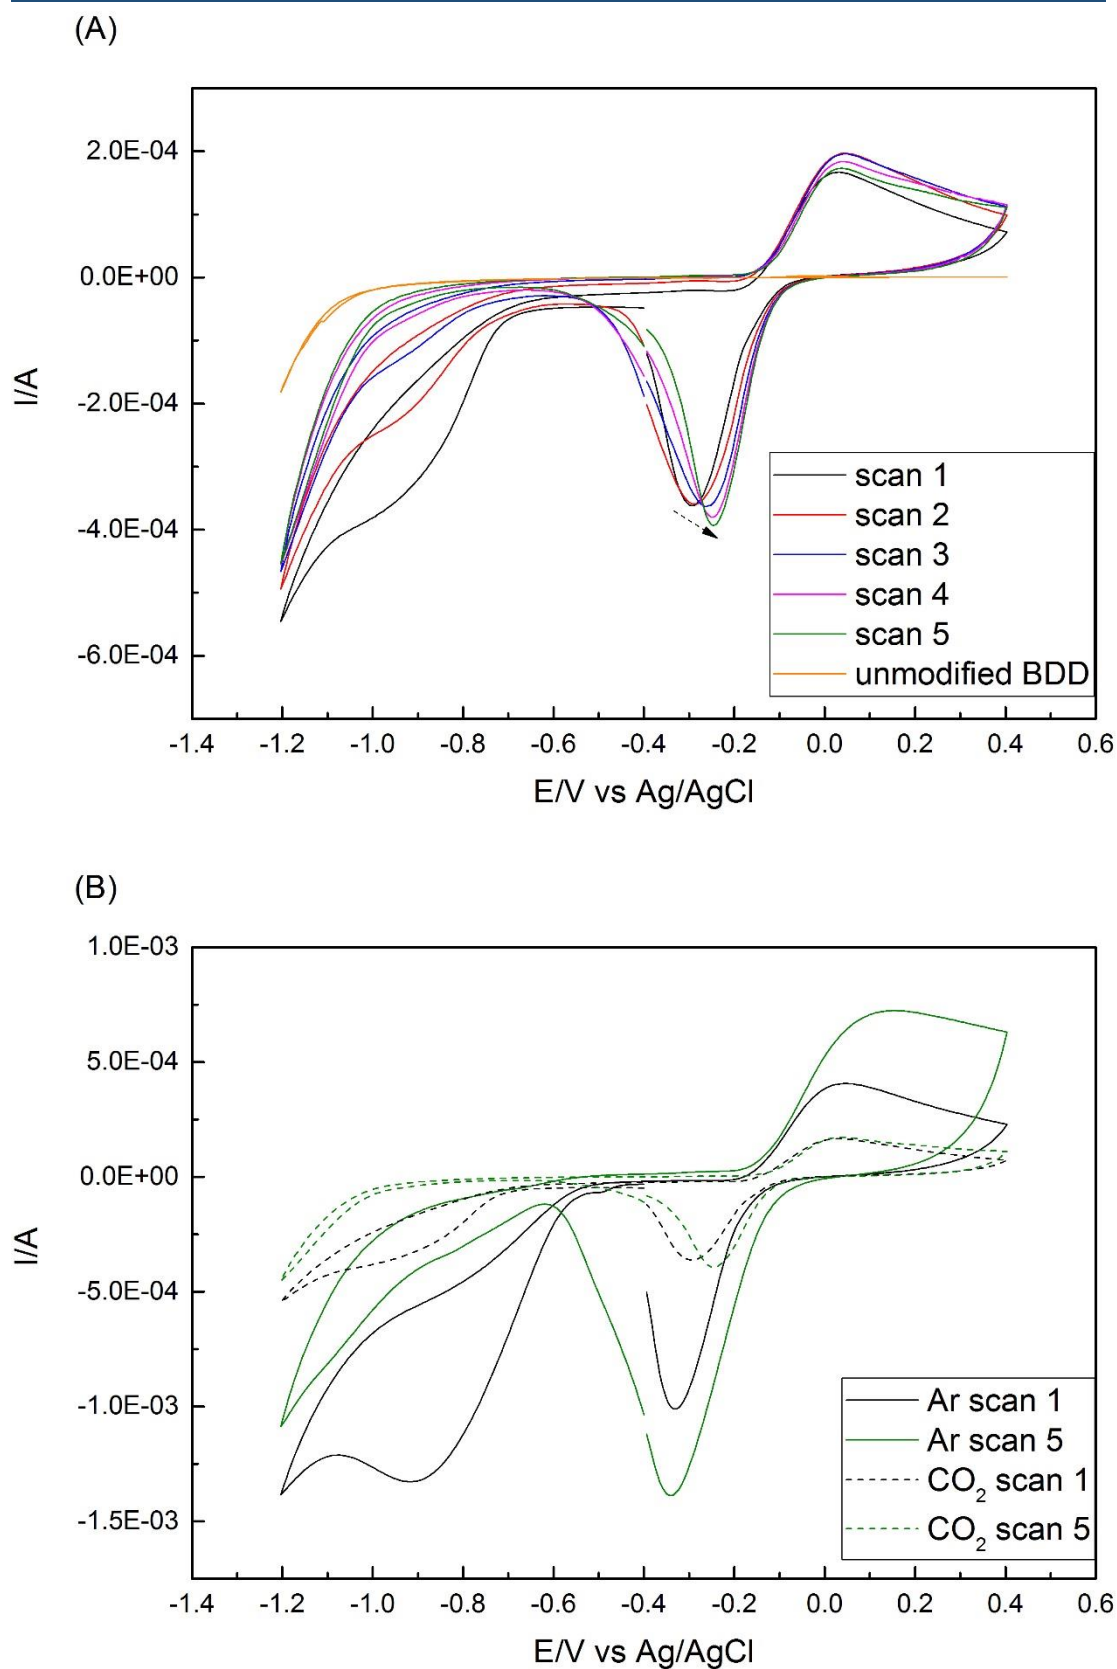 (A)
2.0E-04
0.0E+00
-2.0E-04
-4.0E-04
-6.0E-04
I/A
scan 1
scan 2
scan 3
scan 4
scan 5
unmodified BDD
-1.4 -1.2 -1.0 -0.8 -0.6 -0.4 -0.2 0.0 0.2 0.4 0.6
E/V vs Ag/AgCl
(B)
1.0E-03
5.0E-04
0.0E+00
-5.0E-04
-1.0E-03
-1.5E-03
I/A
Ar scan 1
Ar scan 5
CO₂ scan 1
CO₂ scan 5
-1.4 -1.2 -1.0 -0.8 -0.6 -0.4 -0.2 0.0 0.2 0.4 0.6
E/V vs Ag/AgCl